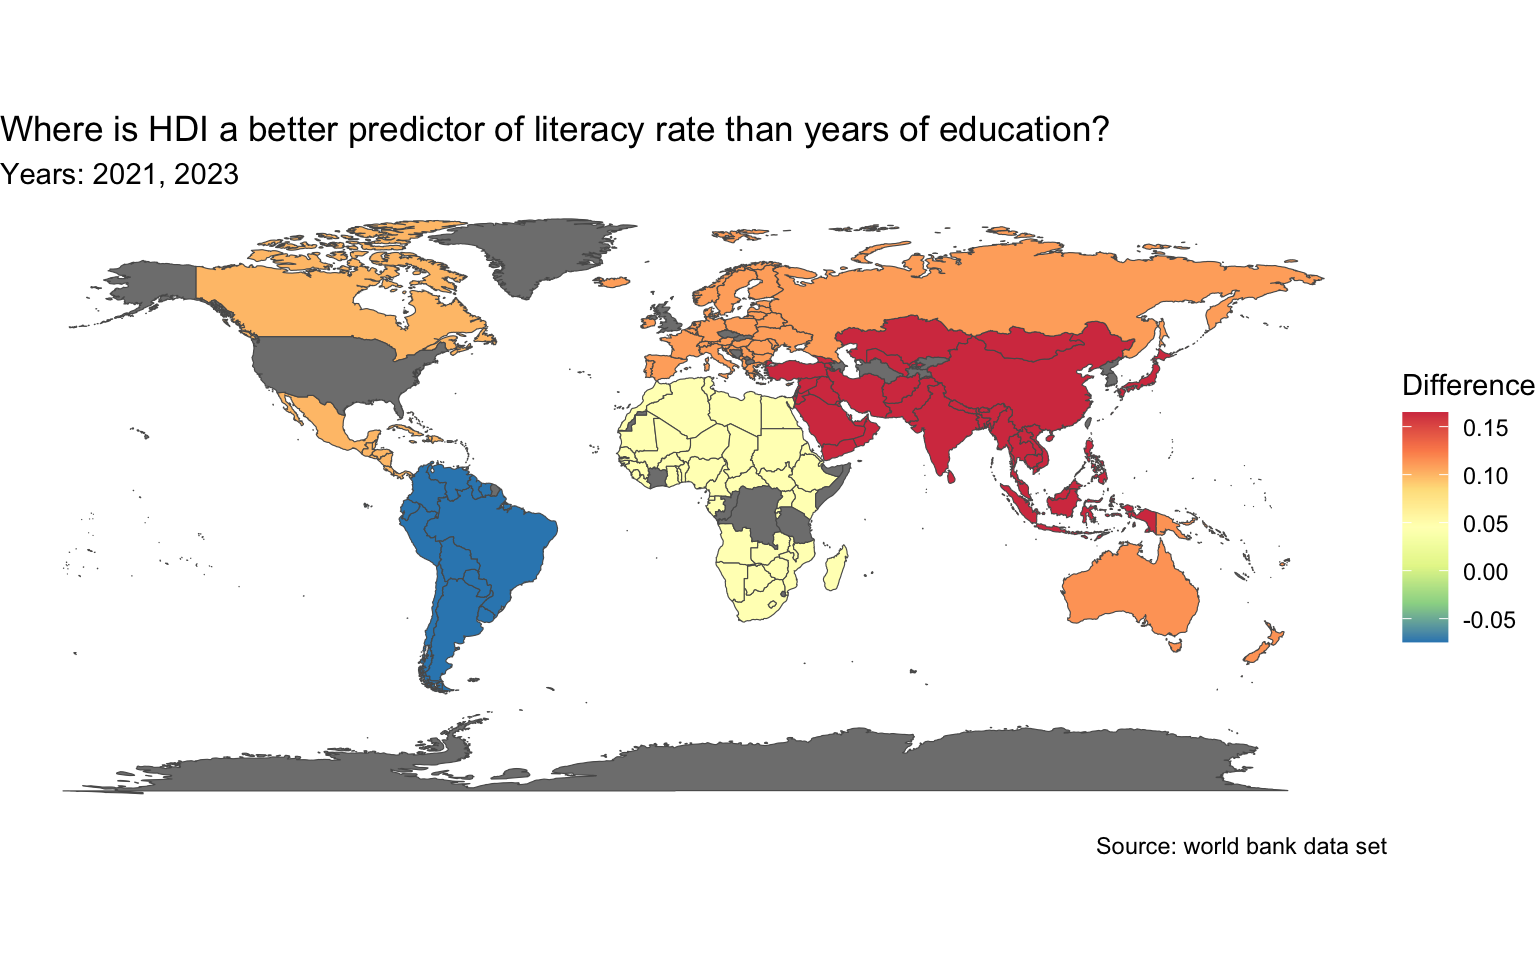 Where is HDI a better predictor of literacy rate than years of education?
Years: 2021, 2023
Difference
0.15
0.10
0.05
0.00
-0.05
Source: world bank data set